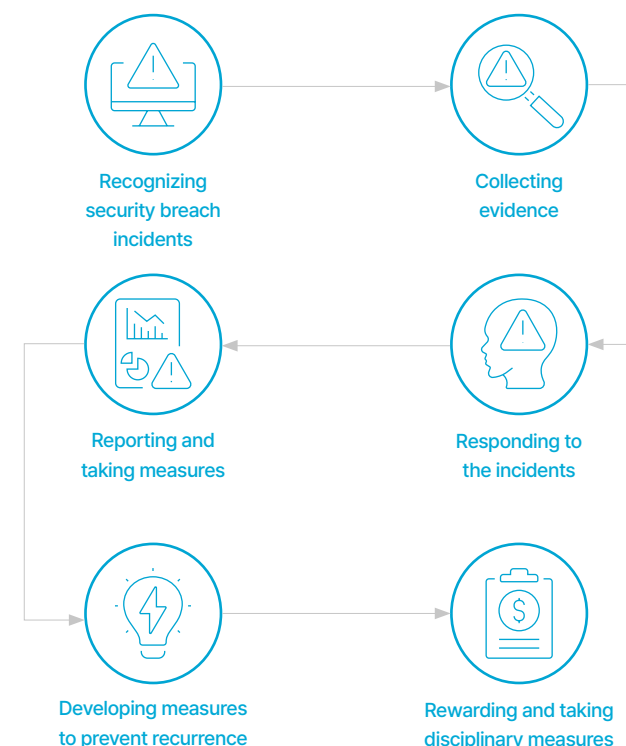 Recognizing
security breach
incidents
Collecting
evidence
Responding to
the incidents
Reporting and
taking measures
Developing measures
to prevent recurrence
Rewarding and taking
disciplinary measures